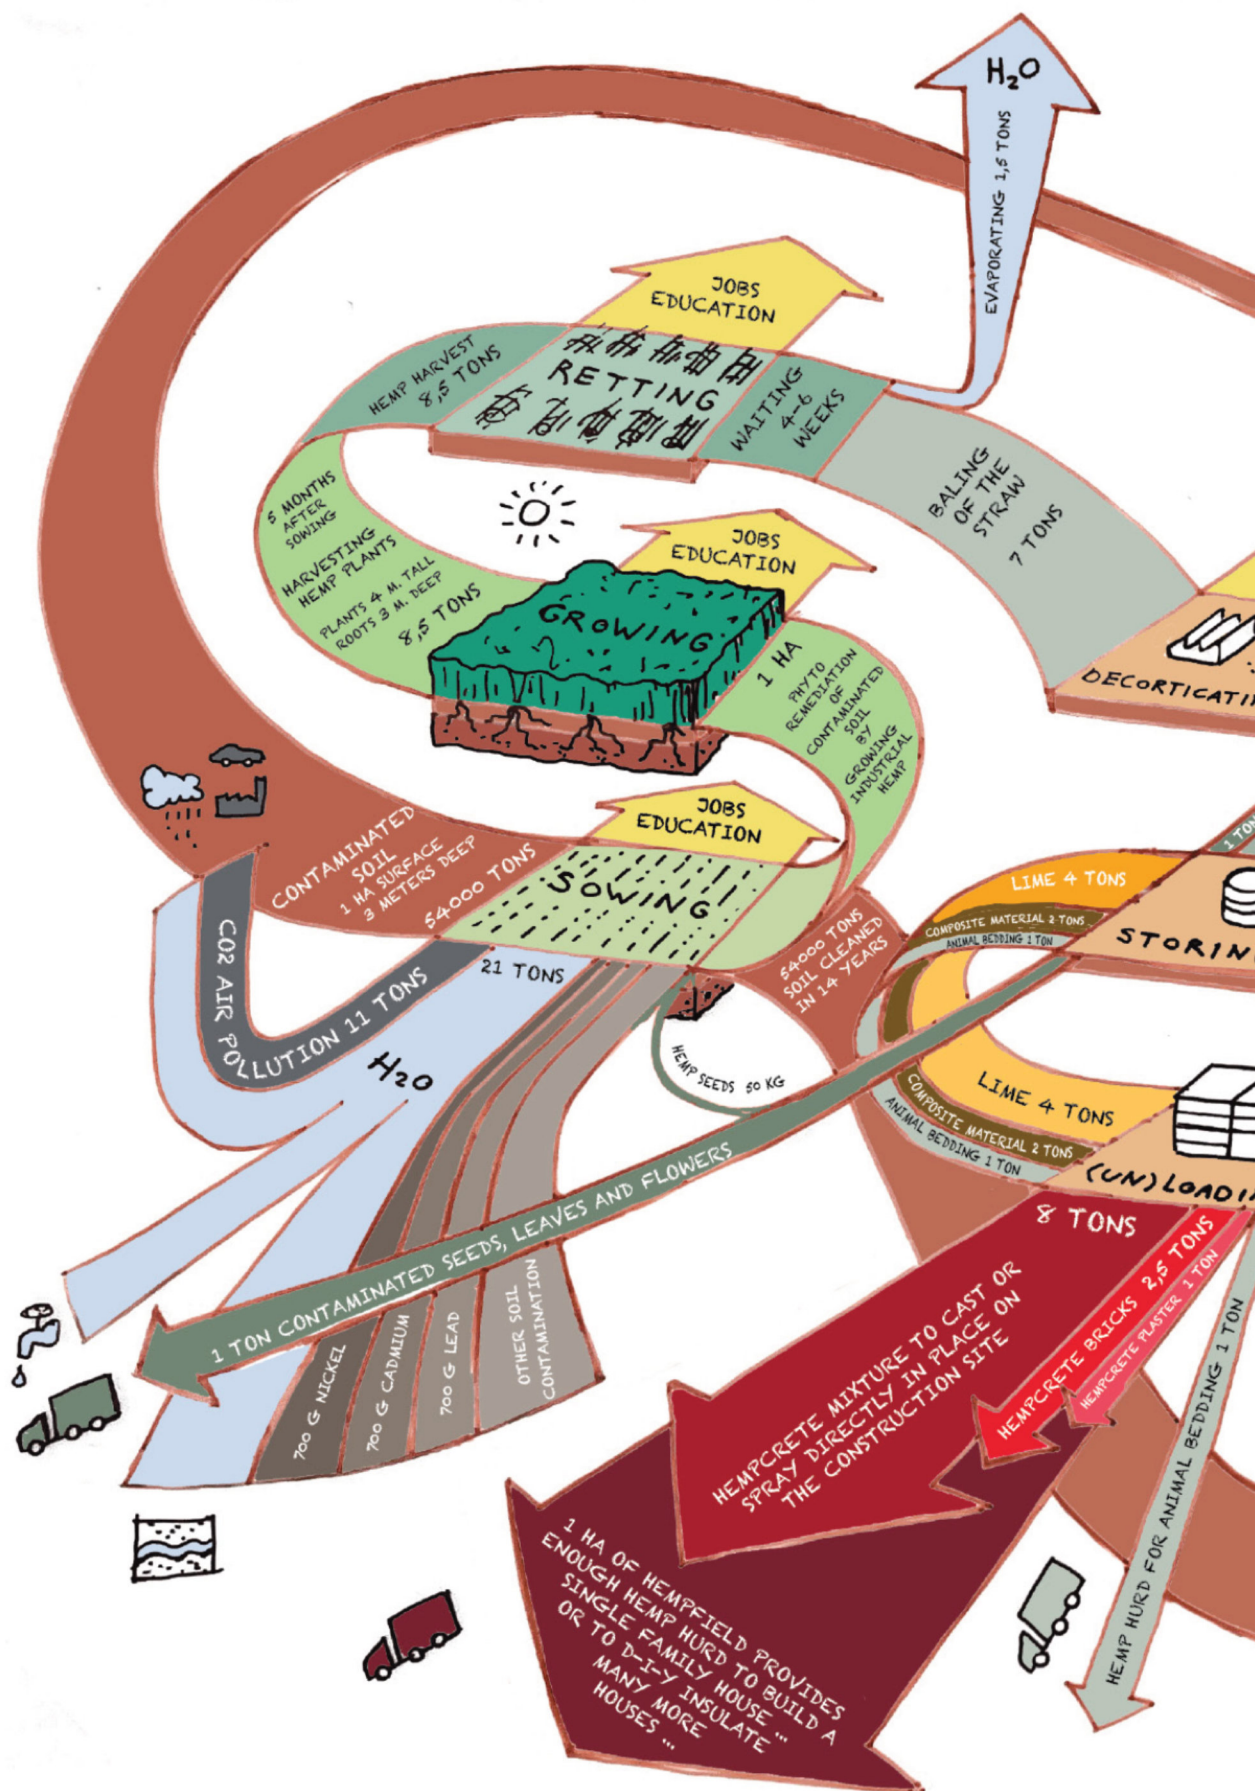 H2O
EVAPORATING 1,5 TONS
JOBS
EDUCATION
HEMP HARVEST
8,5 TONS
RETTING
WAITING
4-6
WEEKS
BALING
OF THE
STRAW
7 TONS
5 MONTHS
AFTER
SOWING
HARVESTING
HEMP PLANTS
PLANTS 4 M. TALL
ROOTS 3 M. DEEP
8,5 TONS
GROWING
JOBS
EDUCATION
1 HA
PHYTO
REMEDIATION
OF
CONTAMINATED
SOIL
BY
GROWING
INDUSTRIAL
HEMP
DECORTICATIN
JOBS
EDUCATION
CONTAMINATED
SOIL
1 HA SURFACE
3 METERS DEEP
54000 TONS
SOWING
1 TON
LIME 4 TONS
COMPOSITE MATERIAL 2 TONS
ANIMAL BEDDING 1 TON
STORIN
54000 TONS
SOIL CLEANED
IN 14 YEARS
CO2 AIR POLLUTION 11 TONS
21 TONS
H2O
HEMP SEEDS 50 KG
LIME 4 TONS
COMPOSITE MATERIAL 2 TONS
ANIMAL BEDDING 1 TON
(UN)LOADI
1 TON CONTAMINATED SEEDS, LEAVES AND FLOWERS
700 G NICKEL
700 G CADMIUM
700 G LEAD
OTHER SOIL
CONTAMINATION
8 TONS
HEMPCRETE MIXTURE TO CAST OR
SPRAY DIRECTLY IN PLACE ON
THE CONSTRUCTION SITE
HEMPCRETE BRICKS 2,5 TONS
HEMPCRETE PLASTER 1 TON
HEMP HURD FOR ANIMAL BEDDING 1 TON
1 HA OF HEMPFIELD PROVIDES
ENOUGH HEMP HURD TO BUILD A
SINGLE FAMILY HOUSE ...
OR TO D-I-Y INSULATE
MANY MORE
HOUSES ...